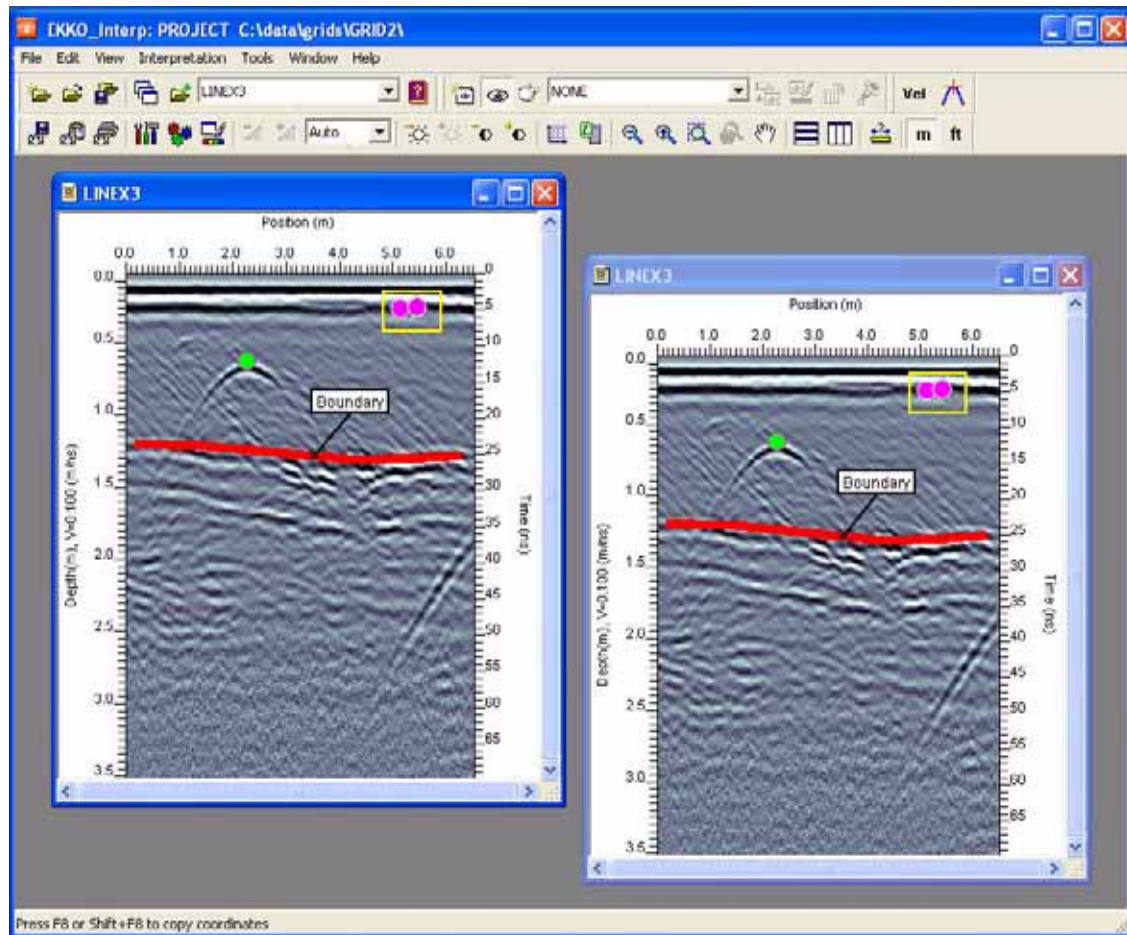 EKKO_Interp: PROJECT C:\data\grids\GRID2\
File Edit View Interpretation Tools Window Help
LINEX3
NONE
Vel
Auto
m ft
LINEX3
Position (m)
0.0 1.0 2.0 3.0 4.0 5.0 6.0
0.0
0.5
1.0
1.5
2.0
2.5
3.0
3.5
Depth(m), V=0.100 (m/ns)
Boundary
0
5
10
15
20
25
30
35
40
45
50
55
60
65
Time (ns)
LINEX3
Position (m)
0.0 1.0 2.0 3.0 4.0 5.0 6.0
0.0
0.5
1.0
1.5
2.0
2.5
3.0
3.5
Depth(m), V=0.100 (m/ns)
Boundary
0
5
10
15
20
25
30
35
40
45
50
55
60
65
Time (ns)
Press F8 or Shift+F8 to copy coordinates